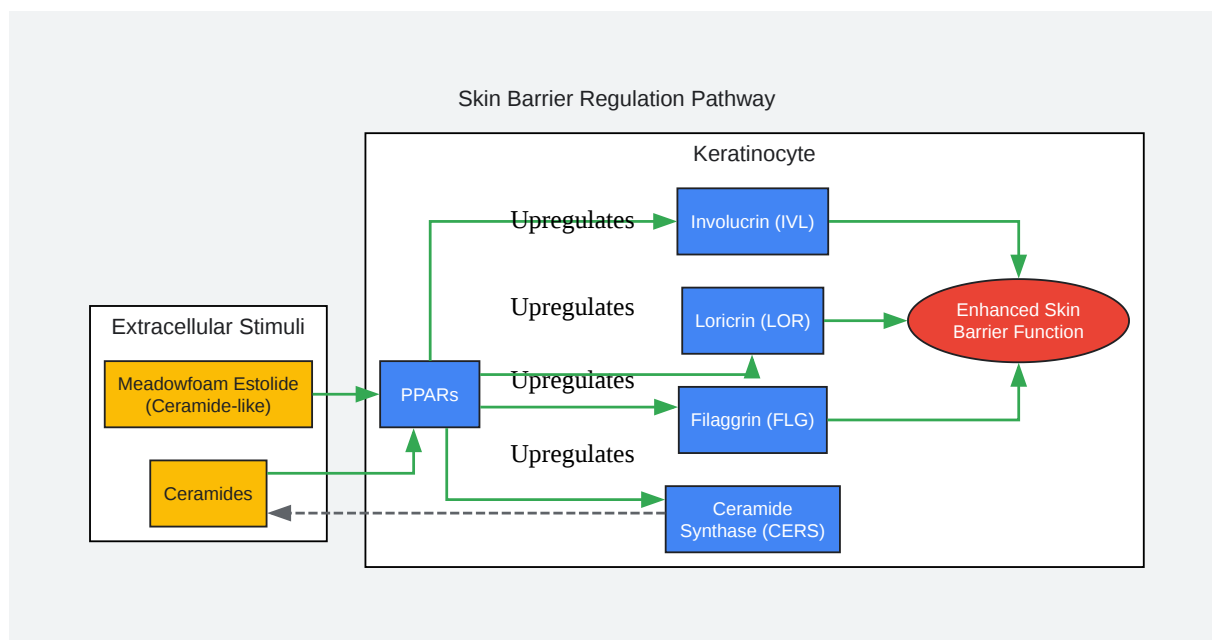 Skin Barrier Regulation Pathway
Keratinocyte
Upregulates
Involucrin (IVL)
Upregulates
Loricrin (LOR)
Enhanced Skin
Barrier Function
Extracellular Stimuli
Meadowfoam Estolide
(Ceramide-like)
PPARs
Upregulates
Filaggrin (FLG)
Upregulates
Ceramides
Ceramide
Synthase (CERS)